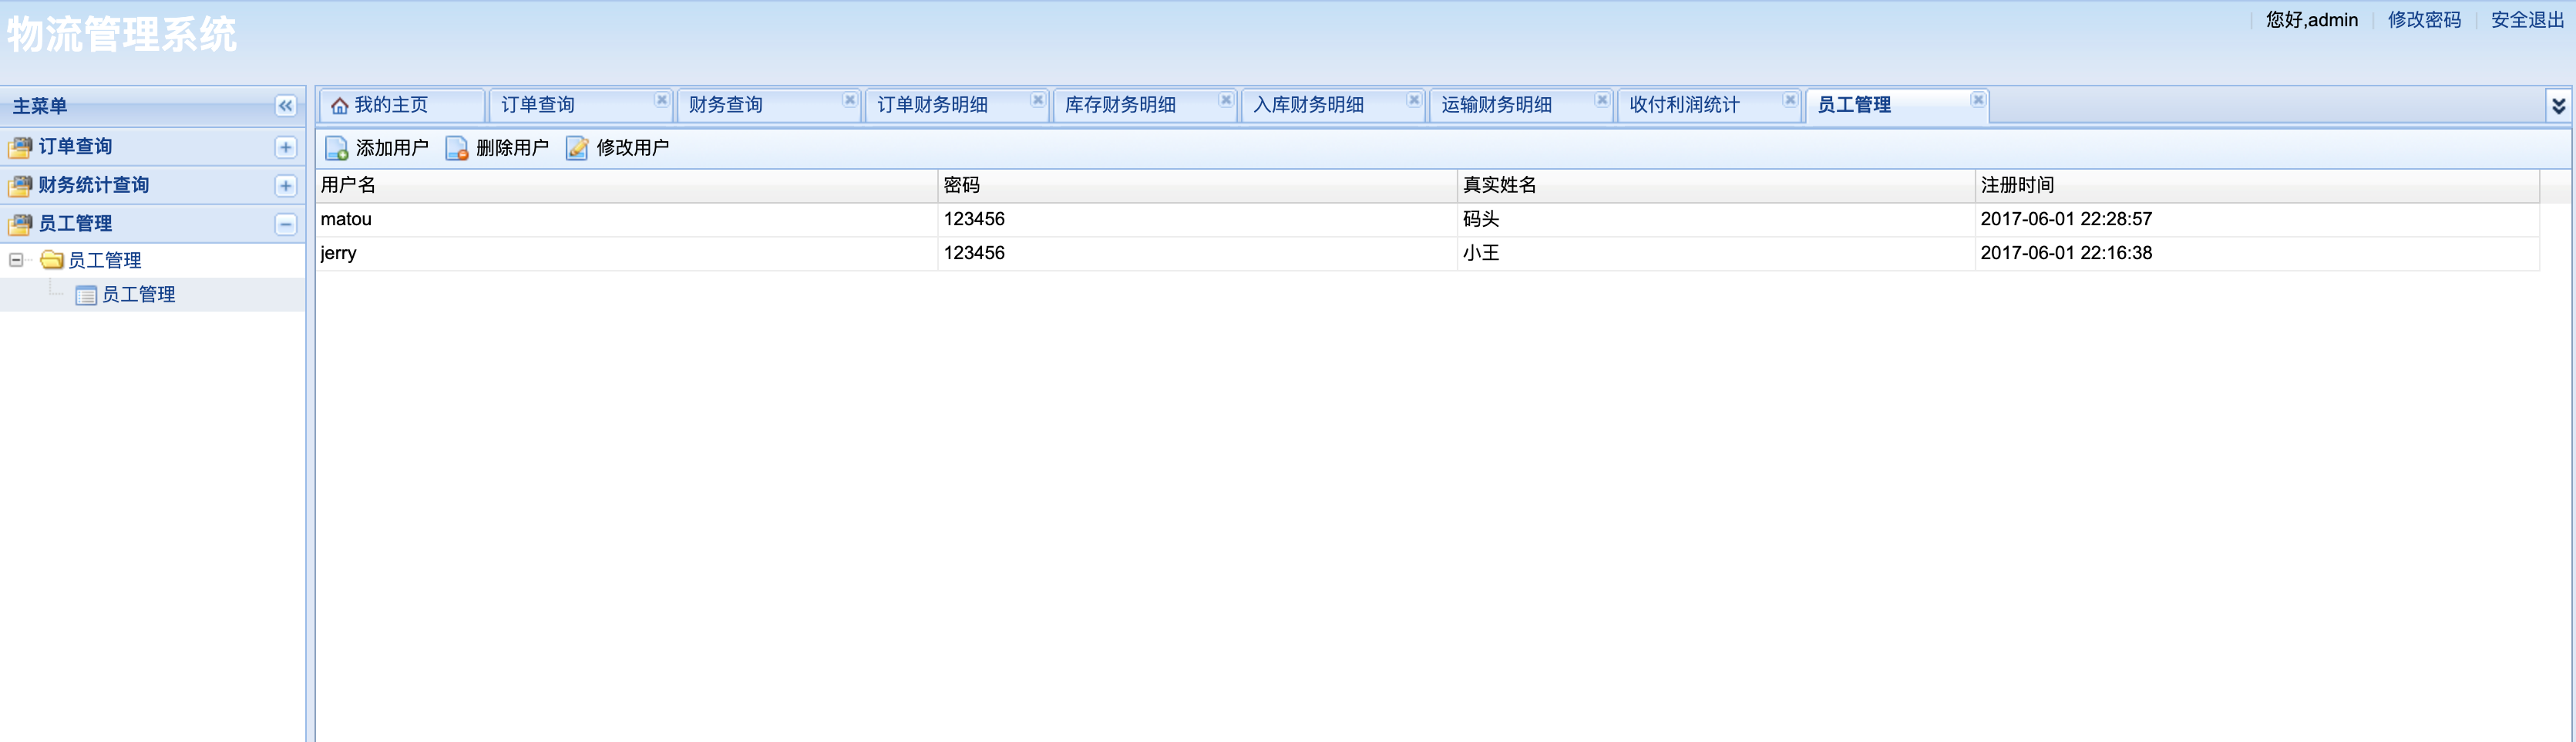 物流管理系统
您好,admin 修改密码 安全退出
主菜单
订单查询
财务统计查询
员工管理
员工管理
员工管理
我的主页 订单查询 财务查询 订单财务明细 库存财务明细 入库财务明细 运输财务明细 收付利润统计 员工管理
添加用户 删除用户 修改用户
用户名 密码 真实姓名 注册时间
matou 123456 码头 2017-06-01 22:28:57
jerry 123456 小王 2017-06-01 22:16:38